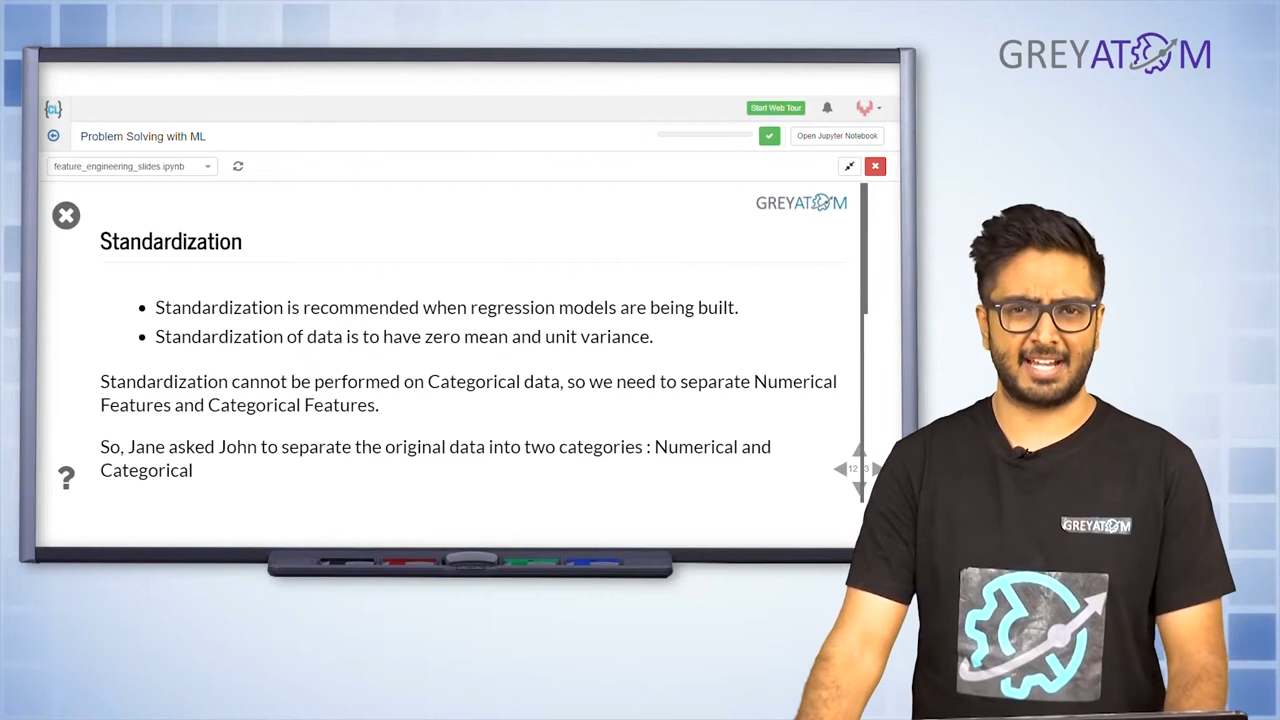 GREYATOM
{CL}
Start Web Tour
Problem Solving with ML
Open Jupyter Notebook
feature_engineering_slides.ipynb
GREYATOM
Standardization
• Standardization is recommended when regression models are being built.
• Standardization of data is to have zero mean and unit variance.
Standardization cannot be performed on Categorical data, so we need to separate Numerical
Features and Categorical Features.
So, Jane asked John to separate the original data into two categories : Numerical and
Categorical
?
GREYATOM